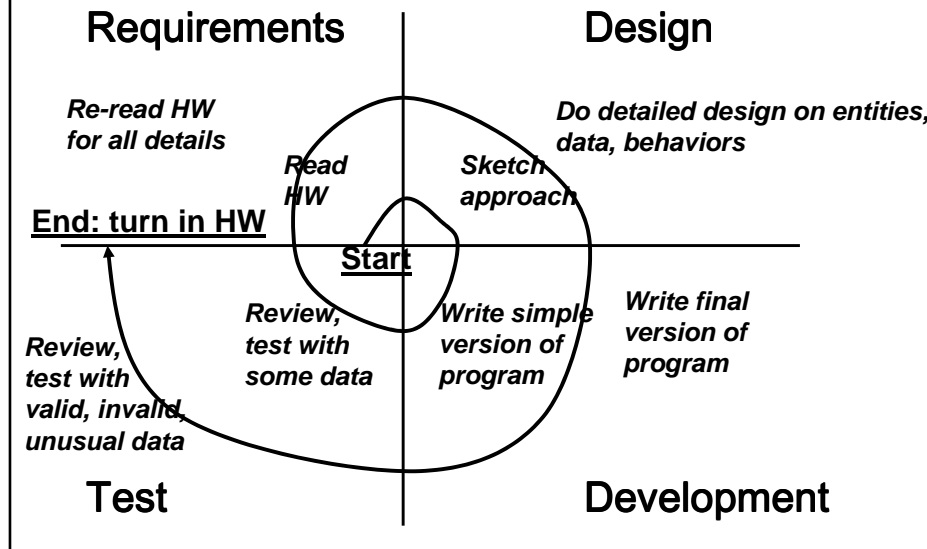 Requirements
Design
Re-read HW
for all details
Do detailed design on entities,
data, behaviors
Read
HW
Sketch
approach
End: turn in HW
Start
Review,
test with
some data
Write simple
version of
program
Write final
version of
program
Review,
test with
valid, invalid,
unusual data
Test
Development